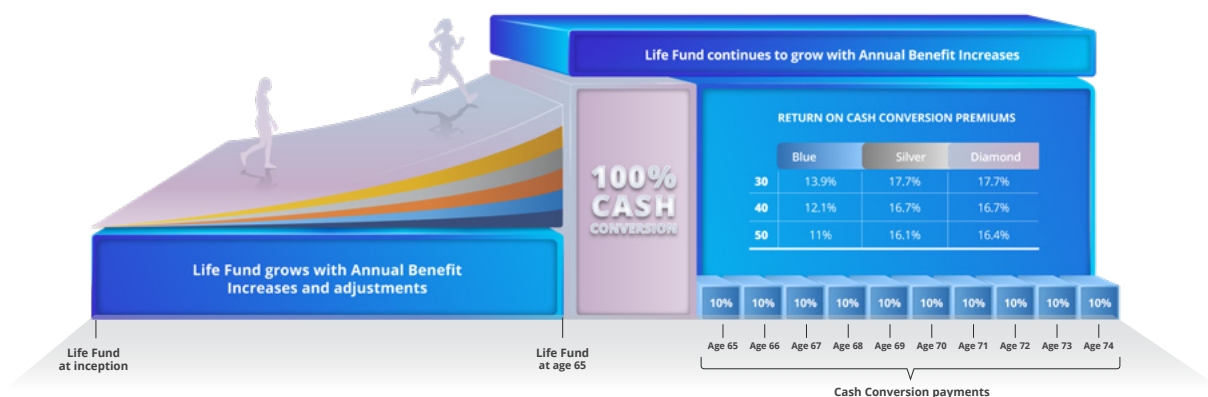 Life Fund continues to grow with Annual Benefit Increases
RETURN ON CASH CONVERSION PREMIUMS
Blue Silver Diamond
30 13.9% 17.7% 17.7%
40 12.1% 16.7% 16.7%
50 11% 16.1% 16.4%
100%
CASH
CONVERSION
Life Fund grows with Annual Benefit
Increases and adjustments
10% 10% 10% 10% 10% 10% 10% 10% 10% 10%
Age 65 Age 66 Age 67 Age 68 Age 69 Age 70 Age 71 Age 72 Age 73 Age 74
Life Fund
at inception
Life Fund
at age 65
Cash Conversion payments